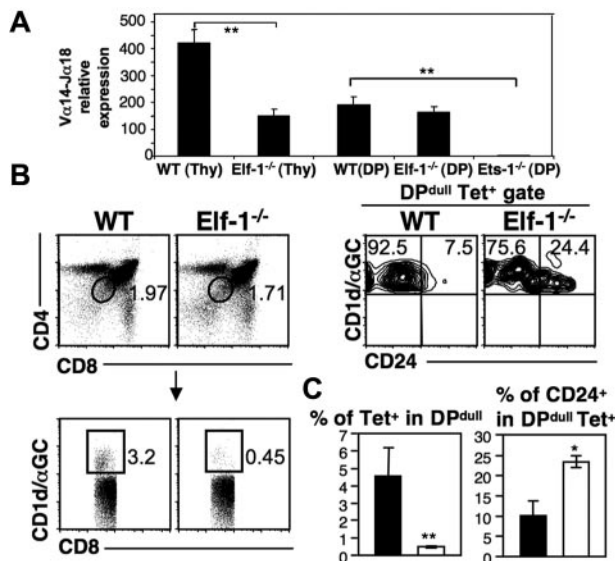 A
Vα14-Jα18
relative
expression
500
400
300
200
100
0
**
**
WT (Thy) Elf-1-/- (Thy) WT(DP) Elf-1-/- (DP) Ets-1-/- (DP)
B
WT Elf-1-/-
CD4
1.97 1.71
CD8
CD1d/αGC
3.2 0.45
CD8
DPdull Tet+ gate
WT Elf-1-/-
CD1d/αGC
92.5 7.5 75.6 24.4
CD24
C
% of Tet+ in DPdull
7
6
5
4
3
2
1
0
**
% of CD24+
in DPdull Tet+
30
25
20
15
10
5
0
*